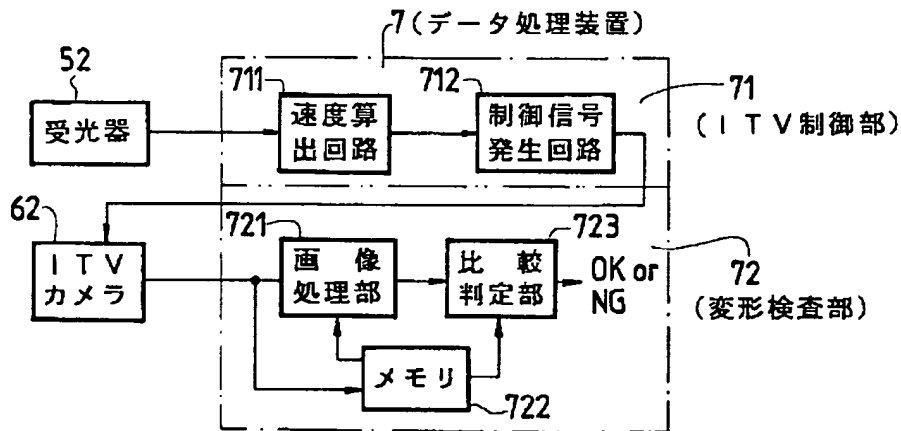 7(データ処理装置)
52
受光器
711
速度算
出回路
712
制御信号
発生回路
71
(ITV制御部)
62
ITV
カメラ
721
画像
処理部
723
比較
判定部
OK or
NG
72
(変形検査部)
メモリ
722